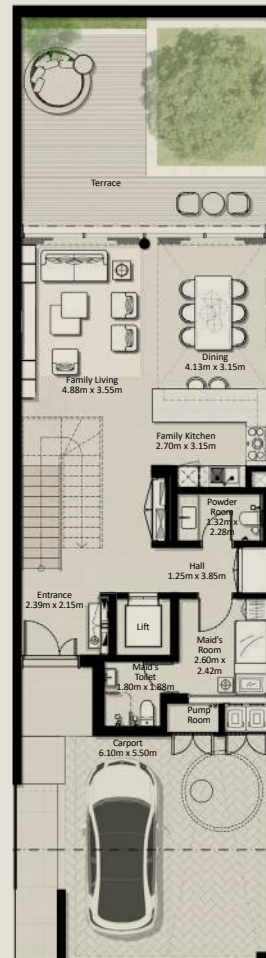 Terrace
Dining
4.13m x 3.15m
Family Living
4.88m x 3.55m
Family Kitchen
2.70m x 3.15m
Powder
Room
1.32m x
2.28m
Hall
1.25m x 3.85m
Entrance
2.39m x 2.15m
Lift
Maid's
Room
2.60m x
2.42m
Maid's
Toilet
1.80m x 1.88m
Pump
Room
Carport
6.10m x 5.50m